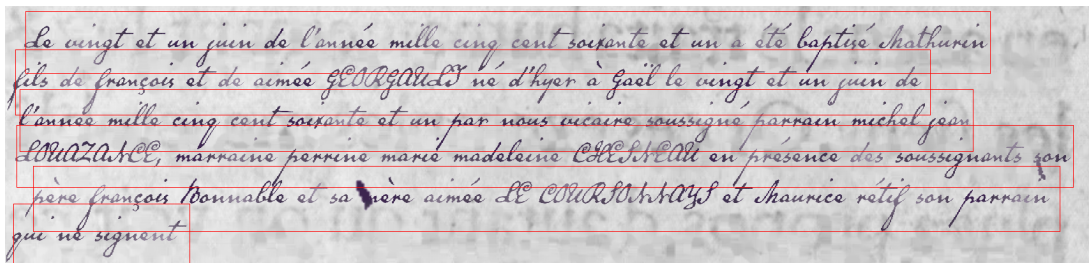 Le vingt et un juin de l'année mille cinq cent soixante et un a été baptisé Mathurin
fils de françois et de aimée GEORGAULT né d'hyer à Gaël le vingt et un juin de
l'année mille cinq cent soixante et un par nous vicaire soussigné parrain michel jean
LOUAZANCE, marraine perrine marie madeleine CHESNEAU en présence des soussignants son
père françois Bonnable et sa mère aimée LE COURSONNAYS et Maurice rétif son parrain
qui ne signent